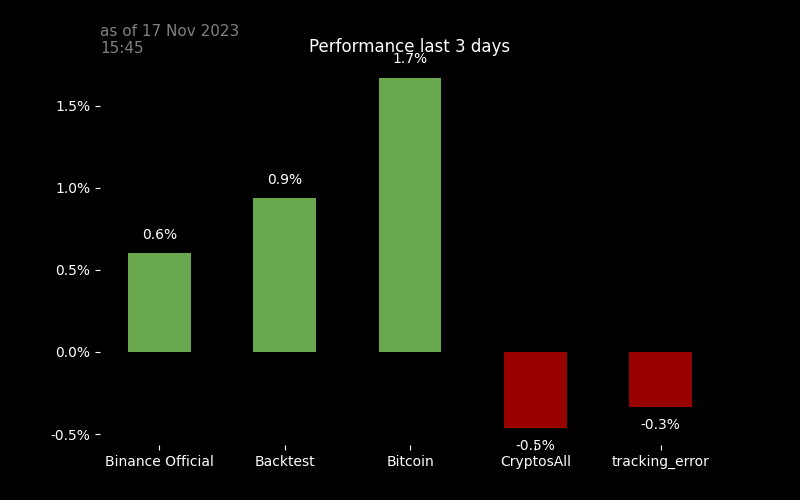 as of 17 Nov 2023
15:45
Performance last 3 days
1.7%
1.5%
1.0%
0.9%
0.6%
0.5%
0.0%
-0.3%
-0.5%
-0.5%
Binance Official
Backtest
Bitcoin
CryptosAll
tracking_error